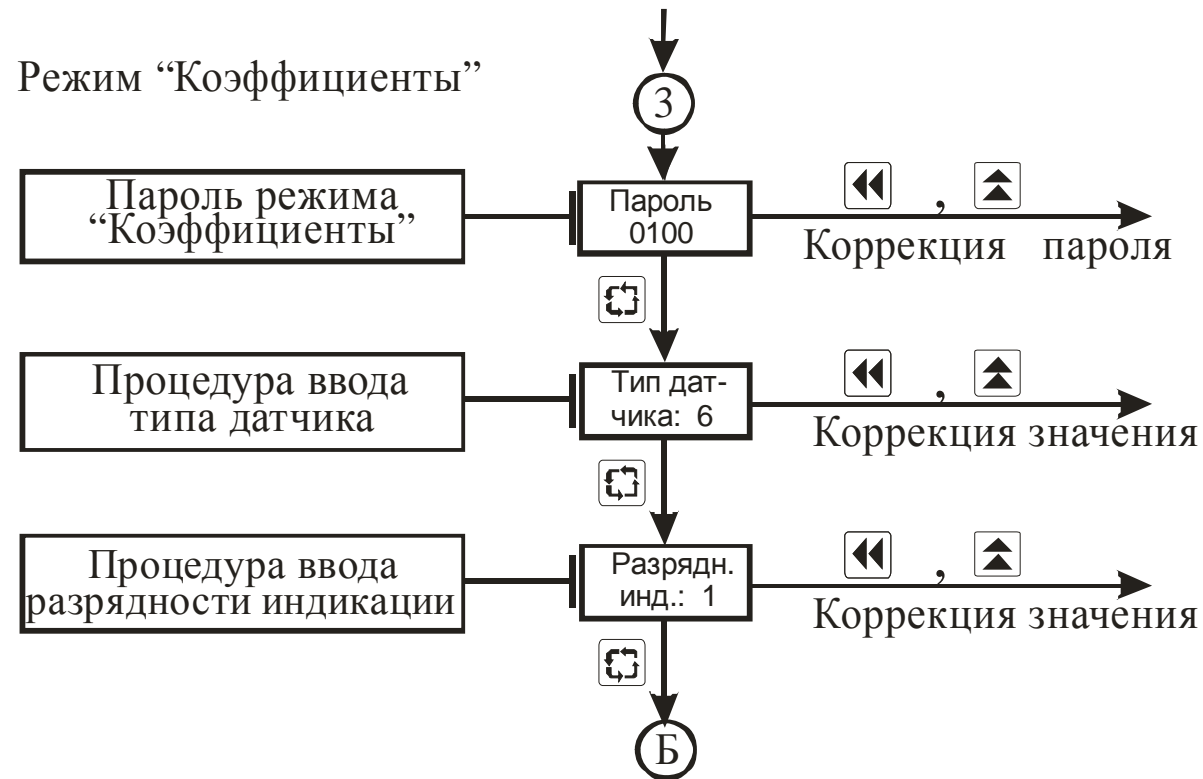 Режим “Коэффициенты”
3
Пароль режима
“Коэффициенты”
Пароль
0100
,
Коррекция пароля
Процедура ввода
типа датчика
Тип дат-
чика: 6
,
Коррекция значения
Процедура ввода
разрядности индикации
Разрядн.
инд.: 1
,
Коррекция значения
Б